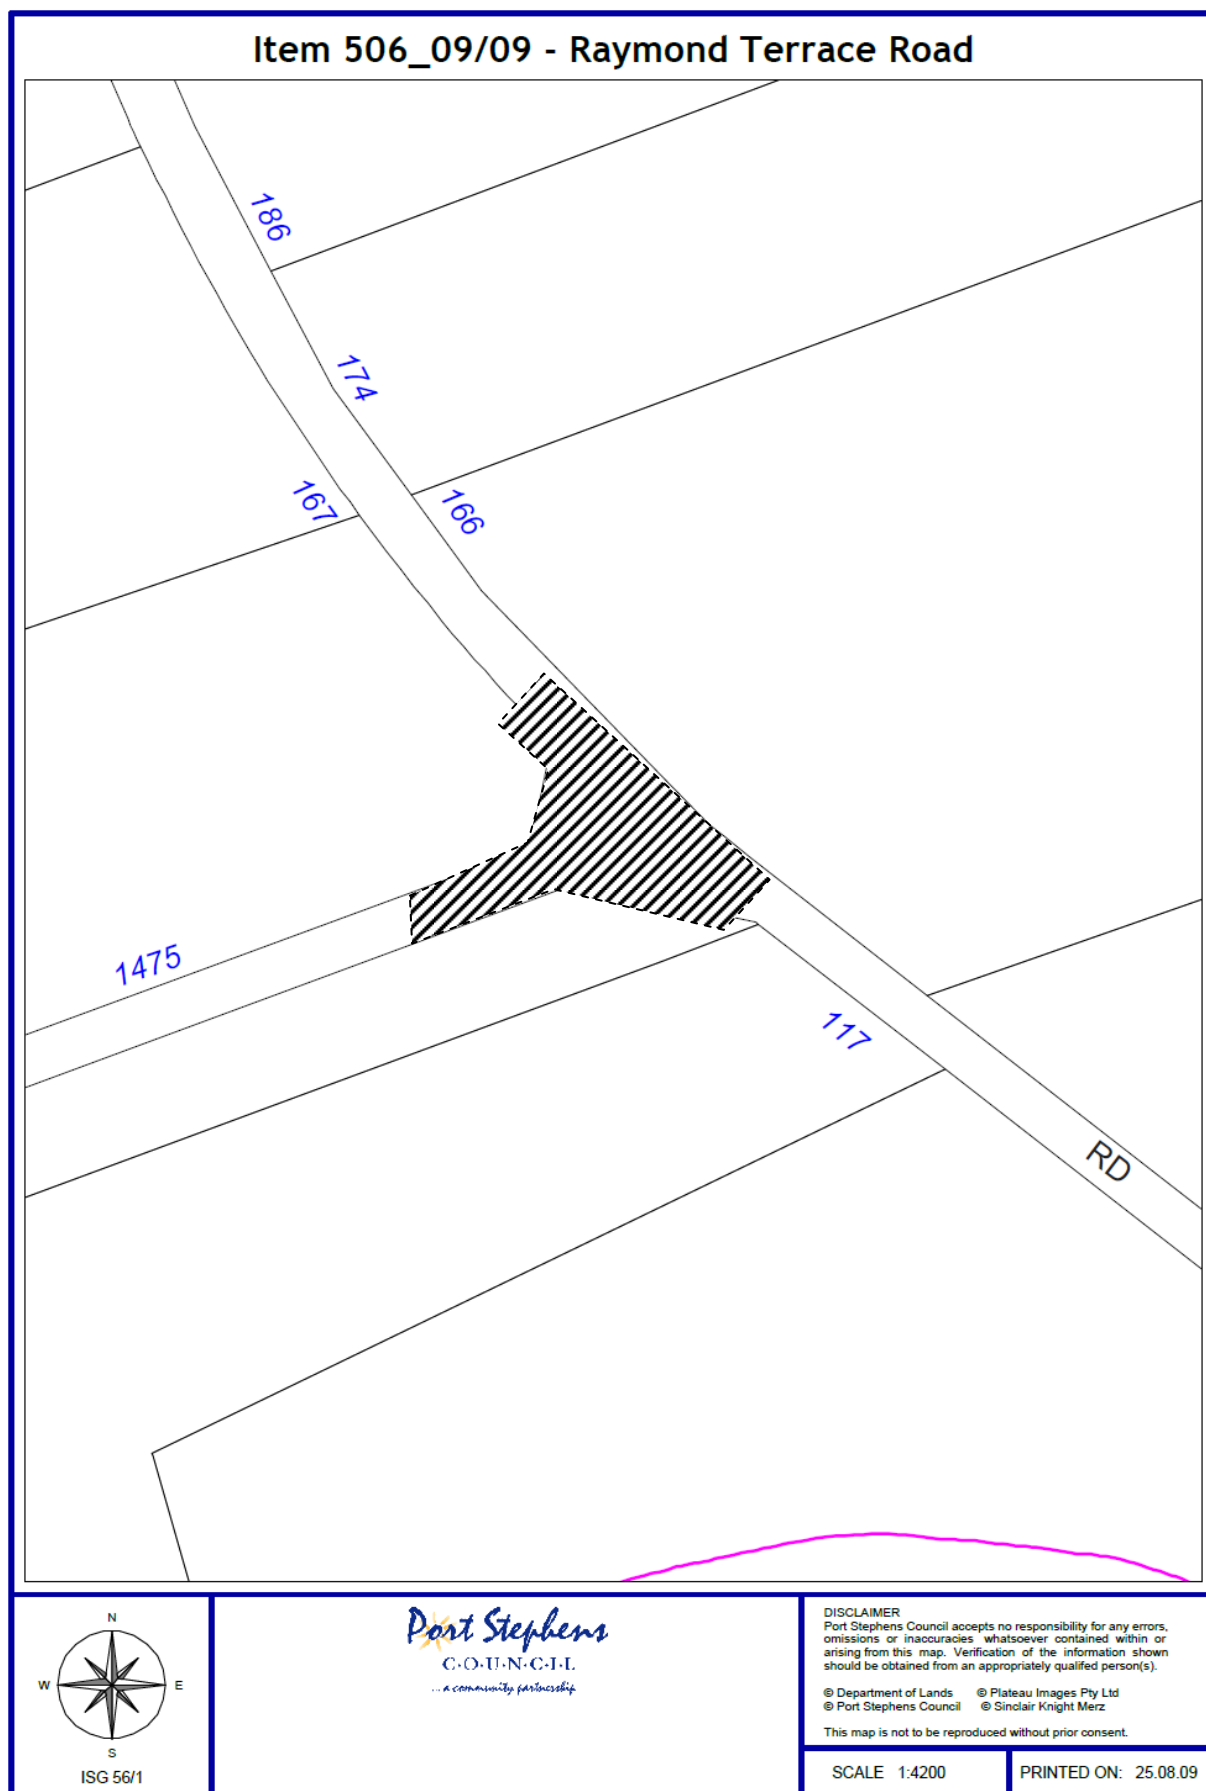 Item 506_09/09 - Raymond Terrace Road
186
174
167
166
1475
117
RD
N
W
E
S
ISG 56/1
Port Stephens
C·O·U·N·C·I·L
... a community partnership
DISCLAIMER
Port Stephens Council accepts no responsibility for any errors,
omissions or inaccuracies whatsoever contained within or
arising from this map. Verification of the information shown
should be obtained from an appropriately qualifed person(s).
© Department of Lands © Plateau Images Pty Ltd
© Port Stephens Council © Sinclair Knight Merz
This map is not to be reproduced without prior consent.
SCALE 1:4200
PRINTED ON: 25.08.09